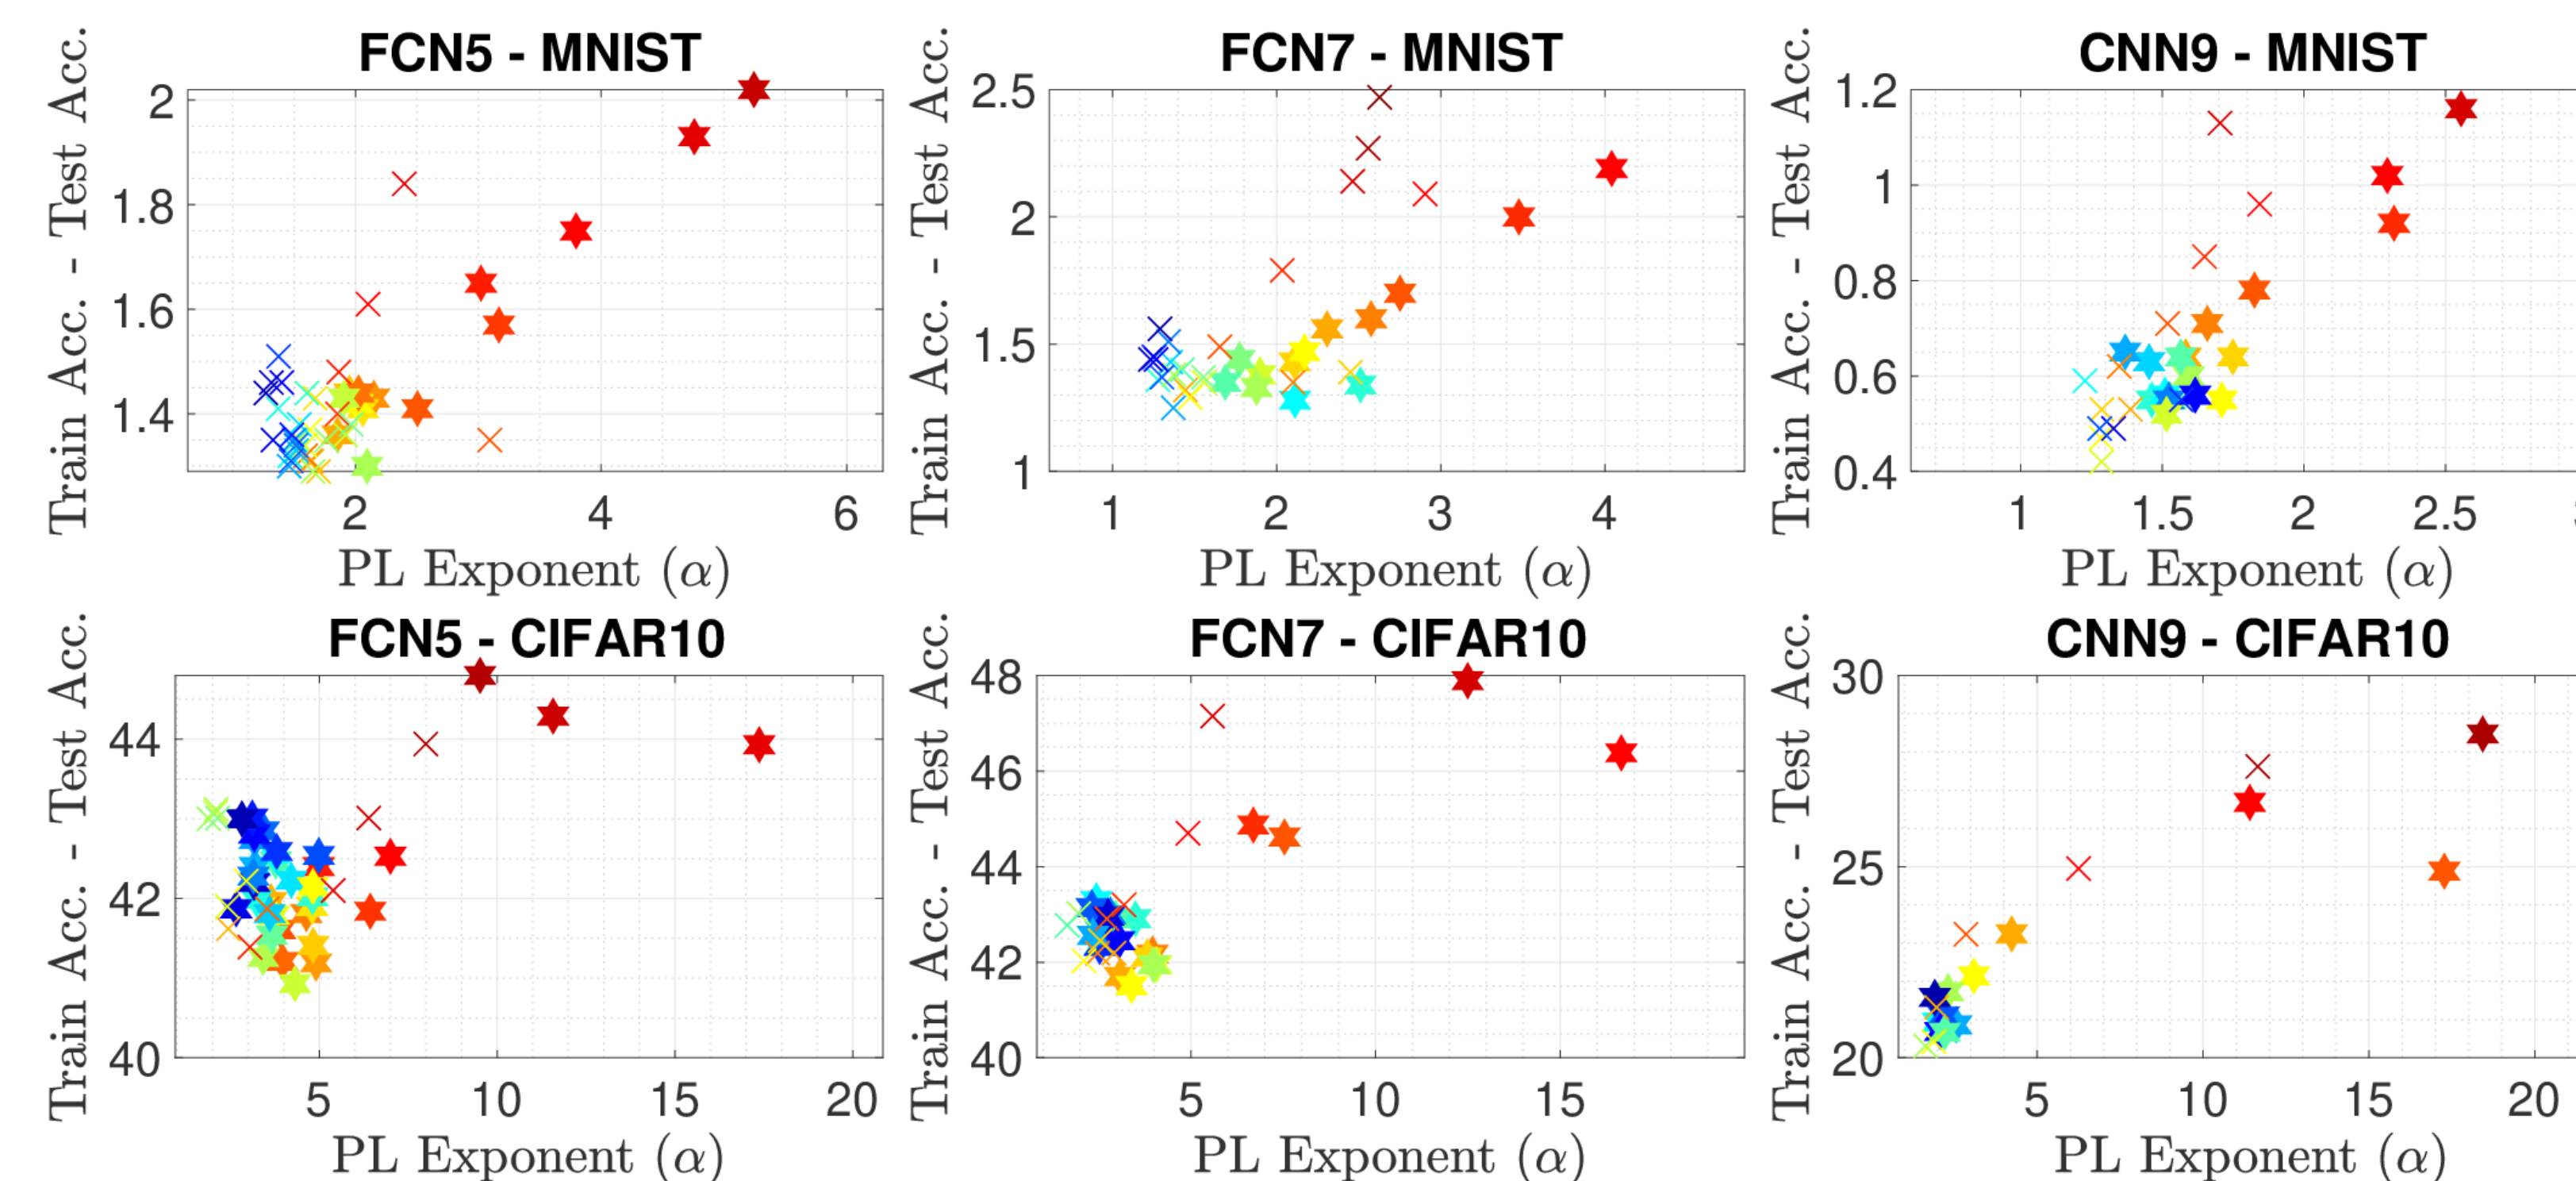 FCN5 - MNIST
Train Acc. - Test Acc.
2
1.8
1.6
1.4
2 4 6
PL Exponent (α)
FCN7 - MNIST
Train Acc. - Test Acc.
2.5
2
1.5
1
1 2 3 4
PL Exponent (α)
CNN9 - MNIST
Train Acc. - Test Acc.
1.2
1
0.8
0.6
0.4
1 1.5 2 2.5
PL Exponent (α)
FCN5 - CIFAR10
Train Acc. - Test Acc.
44
42
40
5 10 15 20
PL Exponent (α)
FCN7 - CIFAR10
Train Acc. - Test Acc.
48
46
44
42
40
5 10 15
PL Exponent (α)
CNN9 - CIFAR10
Train Acc. - Test Acc.
30
25
20
5 10 15 20
PL Exponent (α)